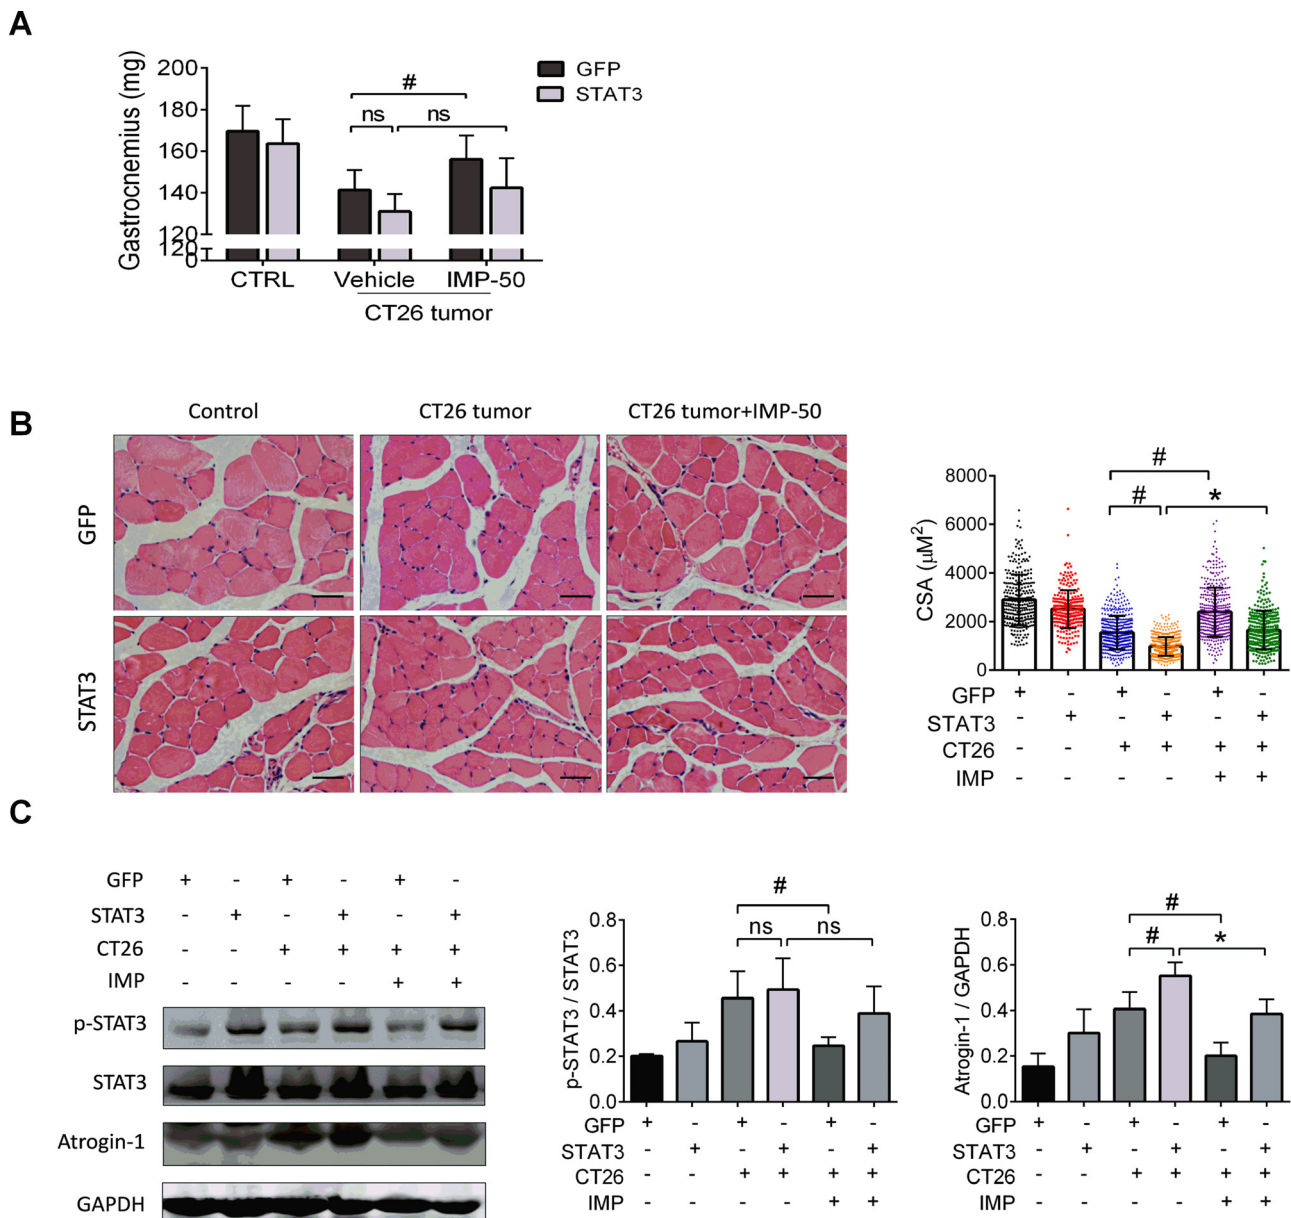 A
Gastrocnemius (mg)
200
180
160
140
120
120
0
#
ns
ns
GFP
STAT3
CTRL
Vehicle
IMP-50
CT26 tumor
B
Control
CT26 tumor
CT26 tumor+IMP-50
GFP
STAT3
CSA (µM²)
8000
6000
4000
2000
0
#
#
*
GFP + - + - + -
STAT3 - + - + - +
CT26 - - + + + +
IMP - - - - + +
C
GFP + - + - + -
STAT3 - + - + - +
CT26 - - + + + +
IMP - - - - + +
p-STAT3
STAT3
Atrogin-1
GAPDH
p-STAT3 / STAT3
0.8
0.6
0.4
0.2
0.0
#
ns
ns
GFP + - + - + -
STAT3 - + - + - +
CT26 - - + + + +
IMP - - - - + +
Atrogin-1 / GAPDH
0.8
0.6
0.4
0.2
0.0
#
#
*
GFP + - + - + -
STAT3 - + - + - +
CT26 - - + + + +
IMP - - - - + +